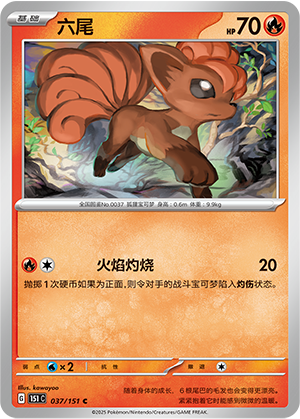 基础 六尾 HP70
全国图鉴No.0037 狐狸宝可梦 身高：0.6m 体重：9.9kg
火焰灼烧 20
抛掷1次硬币如果为正面，则令对手的战斗宝可梦陷入灼伤状态。
弱点 ×2 抗性 撤退
Illus. kawayoo
随着身体的成长，6根尾巴的毛发也会变得更漂亮。
G 151 C 037/151 C
紧紧抱着它时能感到微微的温暖。
©2025 Pokémon/Nintendo/Creatures/GAME FREAK.